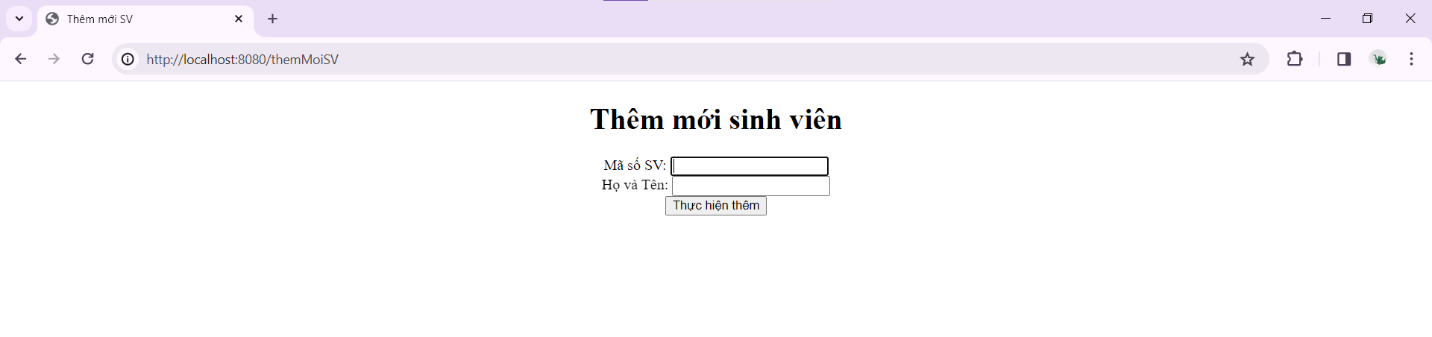 Thêm mới SV
http://localhost:8080/themMoiSV
Thêm mới sinh viên
Mã số SV:
Họ và Tên:
Thực hiện thêm